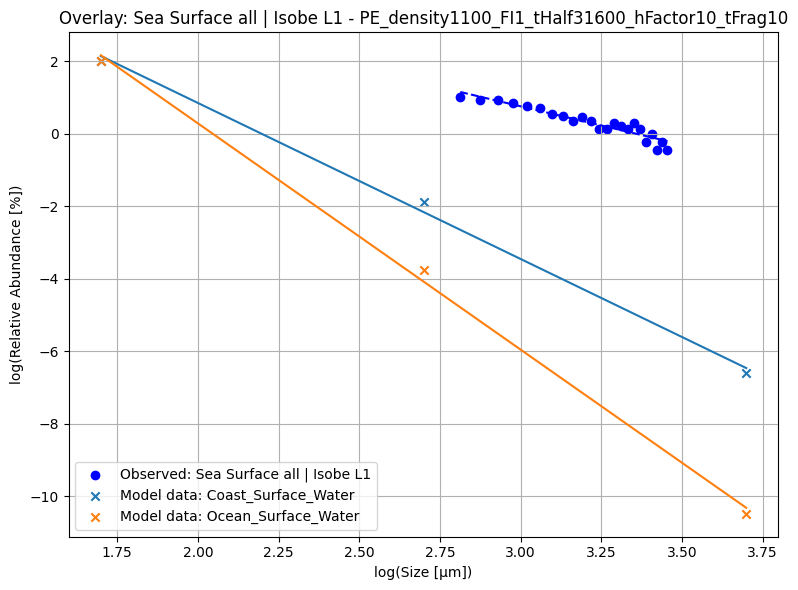 Overlay: Sea Surface all | Isobe L1 - PE_density1100_FI1_tHalf31600_hFactor10_tFrag10
log(Relative Abundance [%])
2
0
−2
−4
−6
−8
−10
Observed: Sea Surface all | Isobe L1
Model data: Coast_Surface_Water
Model data: Ocean_Surface_Water
1.75 2.00 2.25 2.50 2.75 3.00 3.25 3.50 3.75
log(Size [μm])